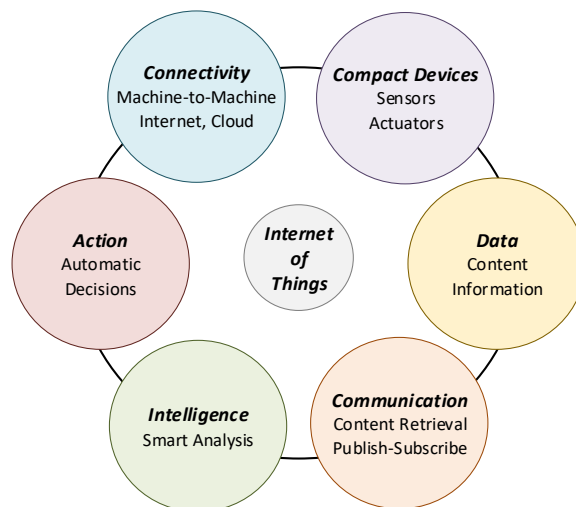 Connectivity
Machine-to-Machine
Internet, Cloud
Compact Devices
Sensors
Actuators
Action
Automatic
Decisions
Internet
of
Things
Data
Content
Information
Intelligence
Smart Analysis
Communication
Content Retrieval
Publish-Subscribe